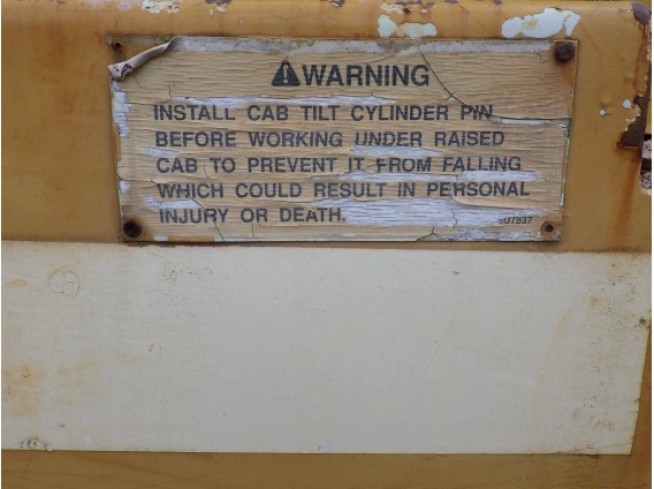 WARNING
INSTALL CAB TILT CYLINDER PIN
BEFORE WORKING UNDER RAISED
CAB TO PREVENT IT FROM FALLING
WHICH COULD RESULT IN PERSONAL
INJURY OR DEATH.